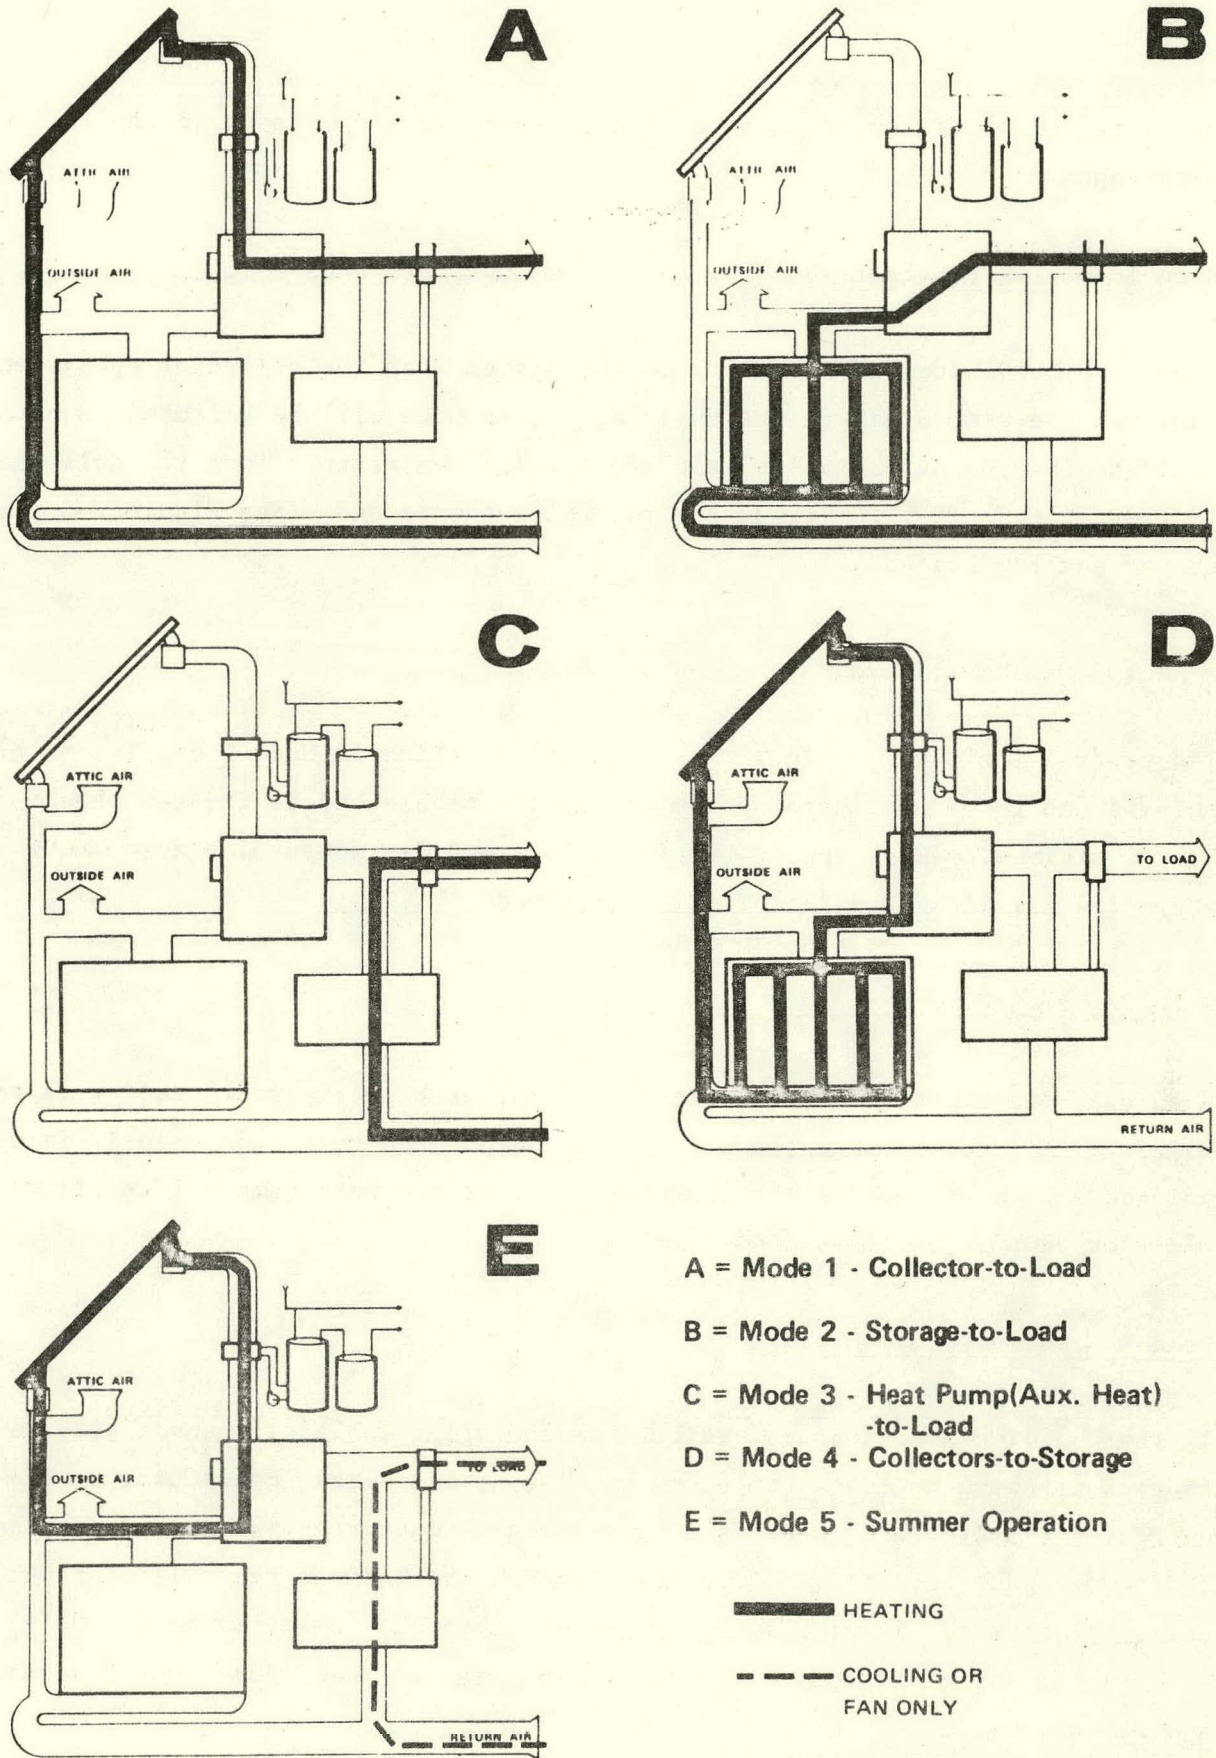 A
B
ATTIC AIR
ATTIC AIR
OUTSIDE AIR
OUTSIDE AIR
C
D
ATTIC AIR
ATTIC AIR
OUTSIDE AIR
OUTSIDE AIR
TO LOAD
RETURN AIR
E
ATTIC AIR
OUTSIDE AIR
TO LOAD
RETURN AIR
A = Mode 1 - Collector-to-Load
B = Mode 2 - Storage-to-Load
C = Mode 3 - Heat Pump(Aux. Heat)
-to-Load
D = Mode 4 - Collectors-to-Storage
E = Mode 5 - Summer Operation
HEATING
COOLING OR
FAN ONLY